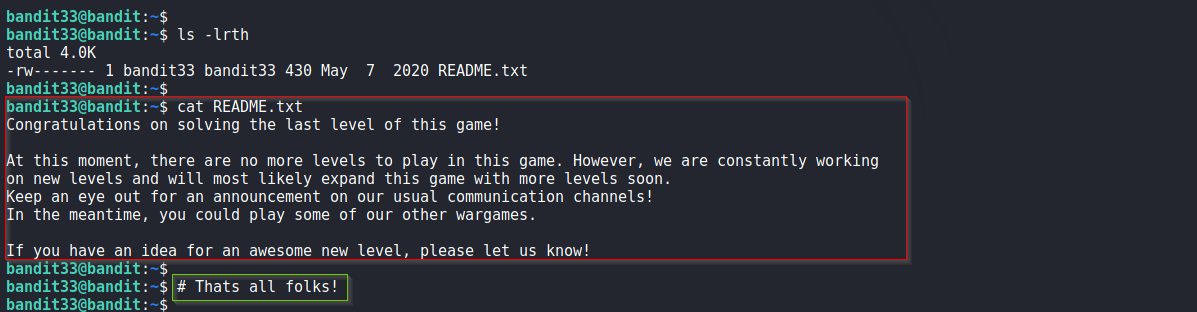 bandit33@bandit:~$
bandit33@bandit:~$ ls -lrth
total 4.0K
-rw------- 1 bandit33 bandit33 430 May  7  2020 README.txt
bandit33@bandit:~$
bandit33@bandit:~$ cat README.txt
Congratulations on solving the last level of this game!

At this moment, there are no more levels to play in this game. However, we are constantly working
on new levels and will most likely expand this game with more levels soon.
Keep an eye out for an announcement on our usual communication channels!
In the meantime, you could play some of our other wargames.

If you have an idea for an awesome new level, please let us know!
bandit33@bandit:~$
bandit33@bandit:~$ # Thats all folks!
bandit33@bandit:~$